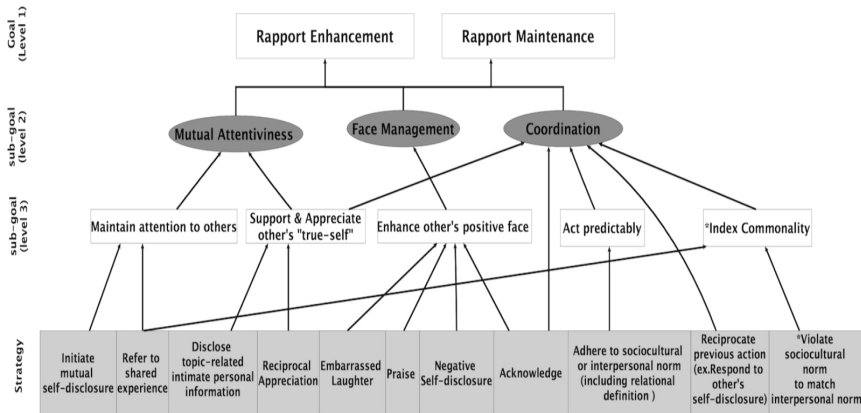 Goal
(Level 1)
Rapport Enhancement
Rapport Maintenance
sub-goal
(level 2)
Mutual Attentiviness
Face Management
Coordination
sub-goal
(level 3)
Maintain attention to others
Support & Appreciate
other's "true-self"
Enhance other's positive face
Act predictably
*Index Commonality
Strategy
Initiate
mutual
self-disclosure
Refer to
shared
experience
Disclose
topic-related
intimate personal
information
Reciprocal
Appreciation
Embarrassed
Laughter
Praise
Negative
Self-disclosure
Acknowledge
Adhere to sociocultural
or interpersonal norm
(including relational
definition )
Reciprocate
previous action
(ex.Respond to
other's
self-disclosure)
*Violate
sociocultural
norm
to match
interpersonal norm